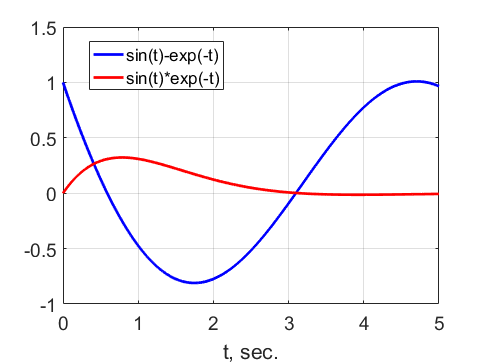 1.5
sin(t)-exp(-t)
sin(t)*exp(-t)
1
0.5
0
-0.5
-1
0 1 2 3 4 5
t, sec.